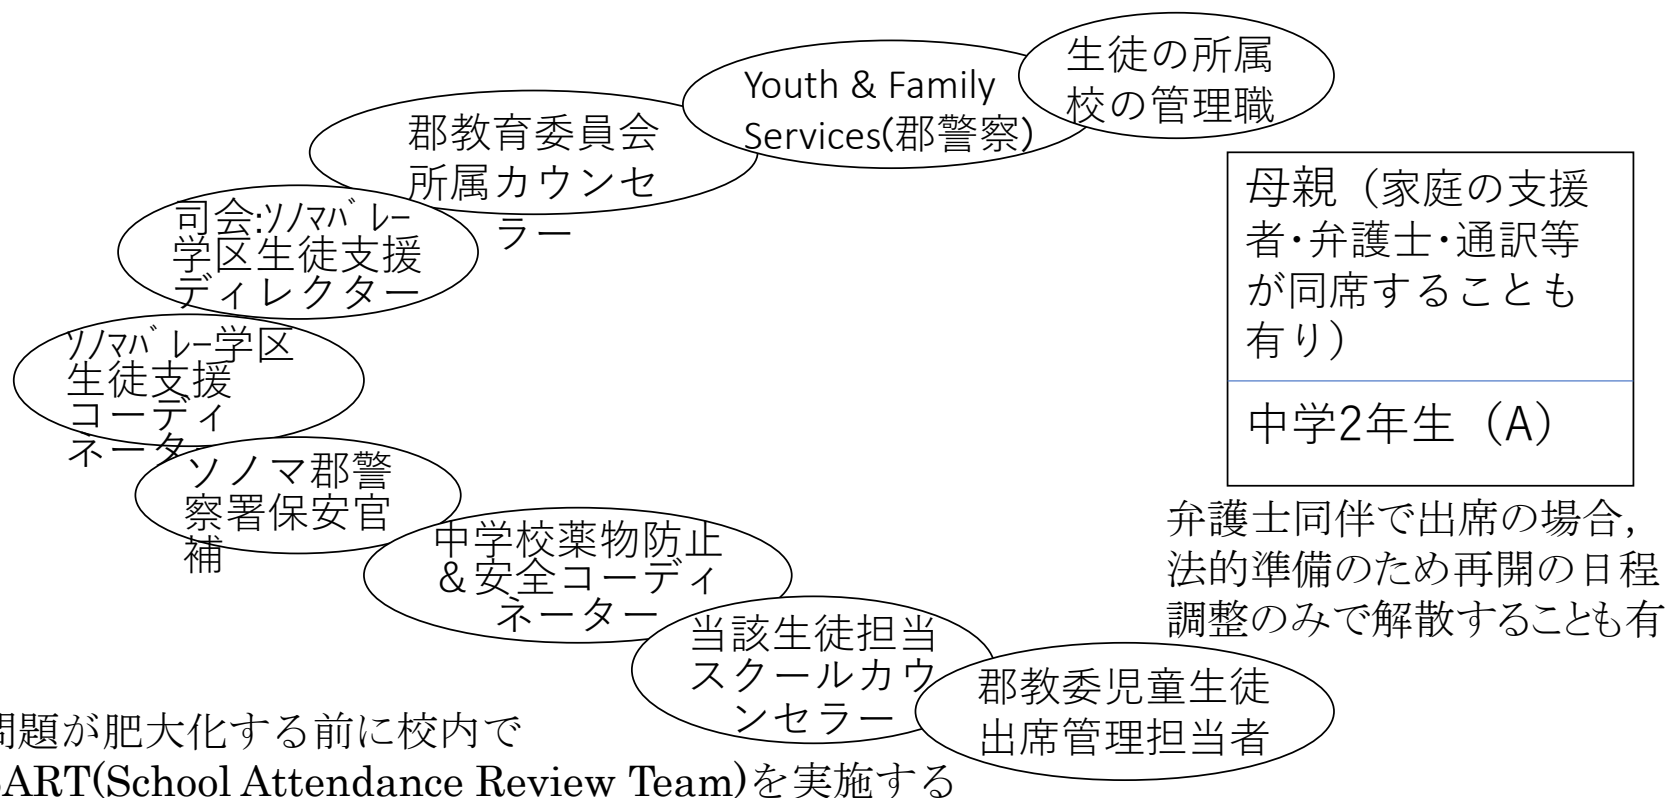 生徒の所属
校の管理職
Youth & Family
Services(郡警察)
郡教育委員会
所属カウンセ
ラー
司会:ｿﾉﾏﾊﾞﾚｰ
学区生徒支援
ディレクター
ｿﾉﾏﾊﾞﾚｰ学区
生徒支援
コーディ
ネーター
ソノマ郡警
察署保安官
補
中学校薬物防止
＆安全コーディ
ネーター
当該生徒担当
スクールカウ
ンセラー
郡教委児童生徒
出席管理担当者
母親（家庭の支援
者･弁護士･通訳等
が同席することも
有り）
中学2年生（A）
弁護士同伴で出席の場合，
法的準備のため再開の日程
調整のみで解散することも有
問題が肥大化する前に校内で
ART(School Attendance Review Team)を実施する